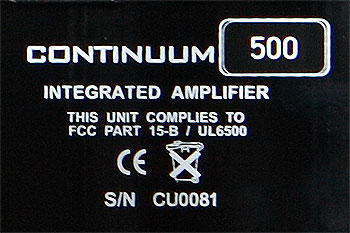 CONTINUUM 500
INTEGRATED AMPLIFIER
THIS UNIT COMPLIES TO
FCC PART 15-B / UL6500
CE
S/N CU0081